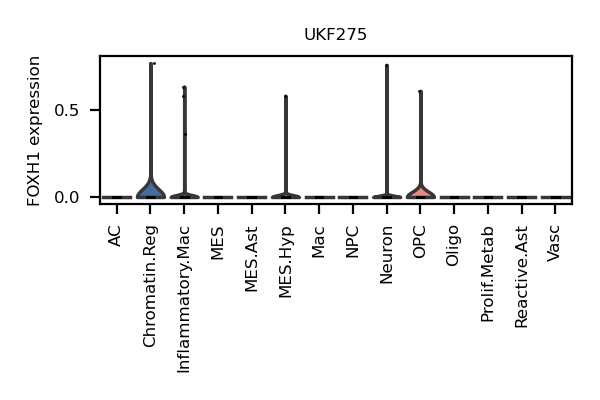 UKF275
FOXH1 expression
0.5
0.0
AC
Chromatin.Reg
Inflammatory.Mac
MES
MES.Ast
MES.Hyp
Mac
NPC
Neuron
OPC
Oligo
Prolif.Metab
Reactive.Ast
Vasc